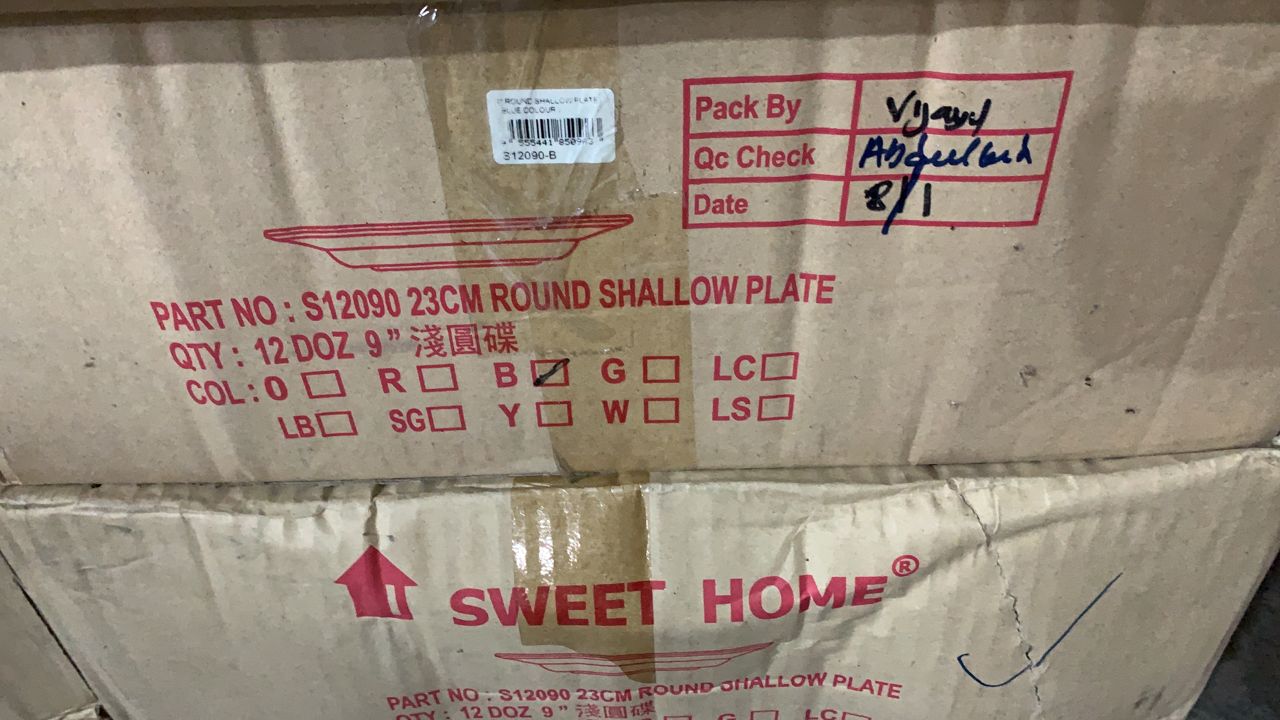 ROUND SHALLOW PLATE
BLUE COLOUR
S12090-B
Pack By
Qc Check
Date 8/1
PART NO : S12090 23CM ROUND SHALLOW PLATE
QTY : 12 DOZ 9" 淺圓碟
COL : O R B G LC
LB SG Y W LS
SWEET HOME®
PART NO : S12090 23CM ROUND SHALLOW PLATE
QTY : 12 DOZ 9" 淺圓碟
G LC